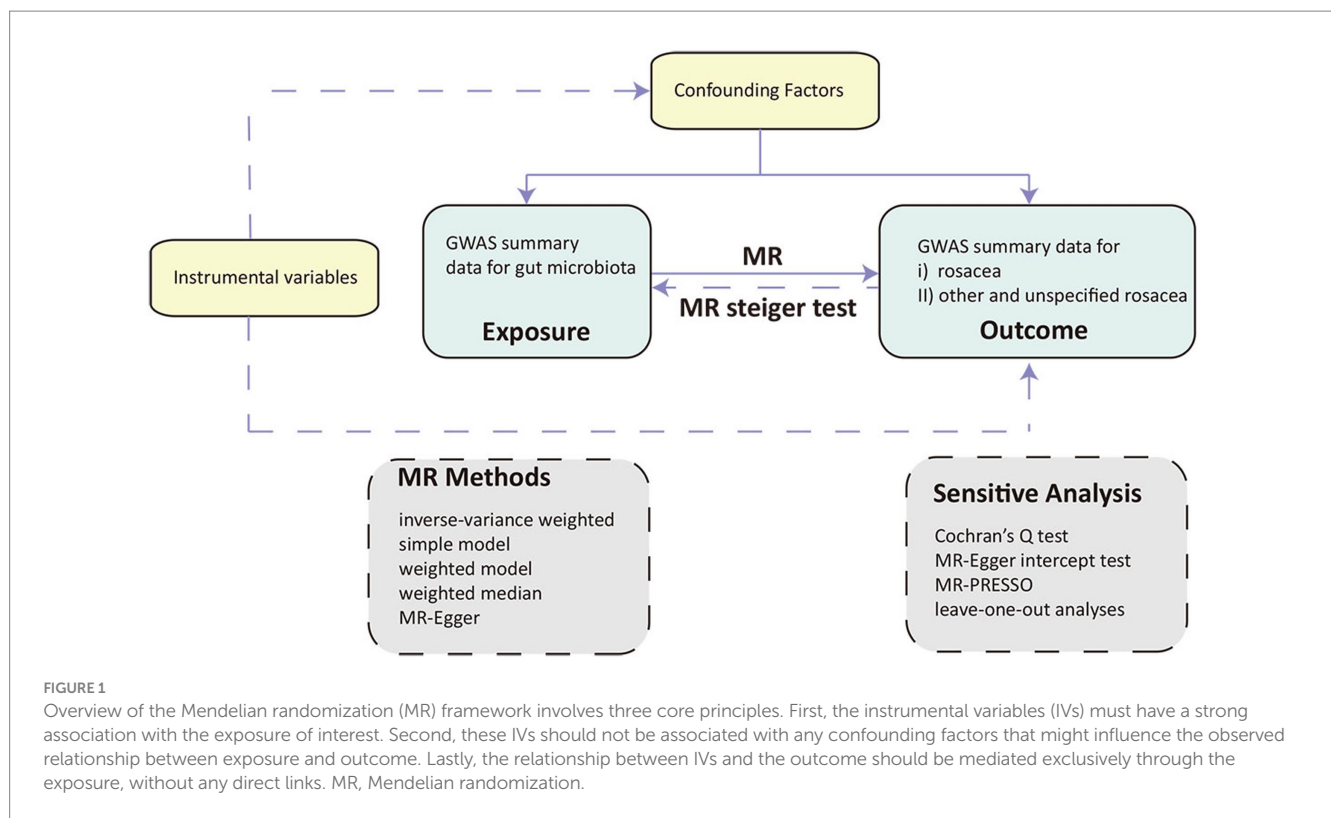 Confounding Factors
Instrumental variables
GWAS summary
data for gut microbiota
Exposure
MR
MR steiger test
GWAS summary data for
i) rosacea
II) other and unspecified rosacea
Outcome
MR Methods
inverse-variance weighted
simple model
weighted model
weighted median
MR-Egger
Sensitive Analysis
Cochran's Q test
MR-Egger intercept test
MR-PRESSO
leave-one-out analyses
FIGURE 1
Overview of the Mendelian randomization (MR) framework involves three core principles. First, the instrumental variables (IVs) must have a strong
association with the exposure of interest. Second, these IVs should not be associated with any confounding factors that might influence the observed
relationship between exposure and outcome. Lastly, the relationship between IVs and the outcome should be mediated exclusively through the
exposure, without any direct links. MR, Mendelian randomization.